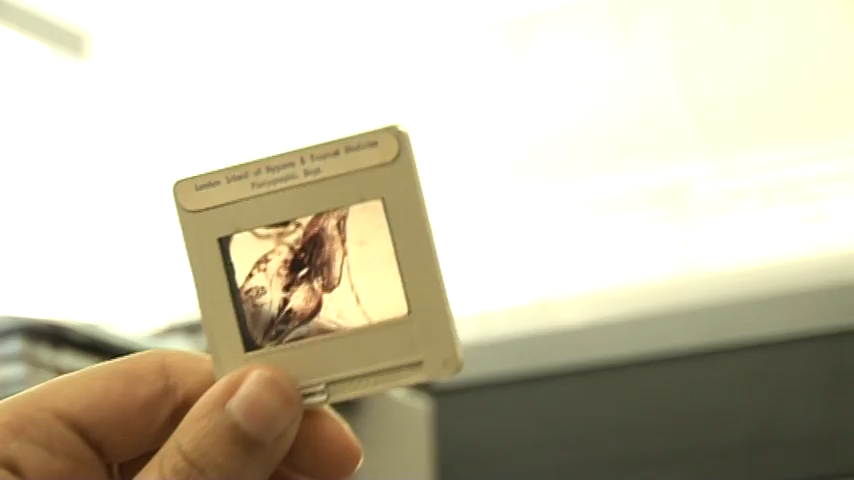 London School of Hygiene & Tropical Medicine
Photographic Dept.